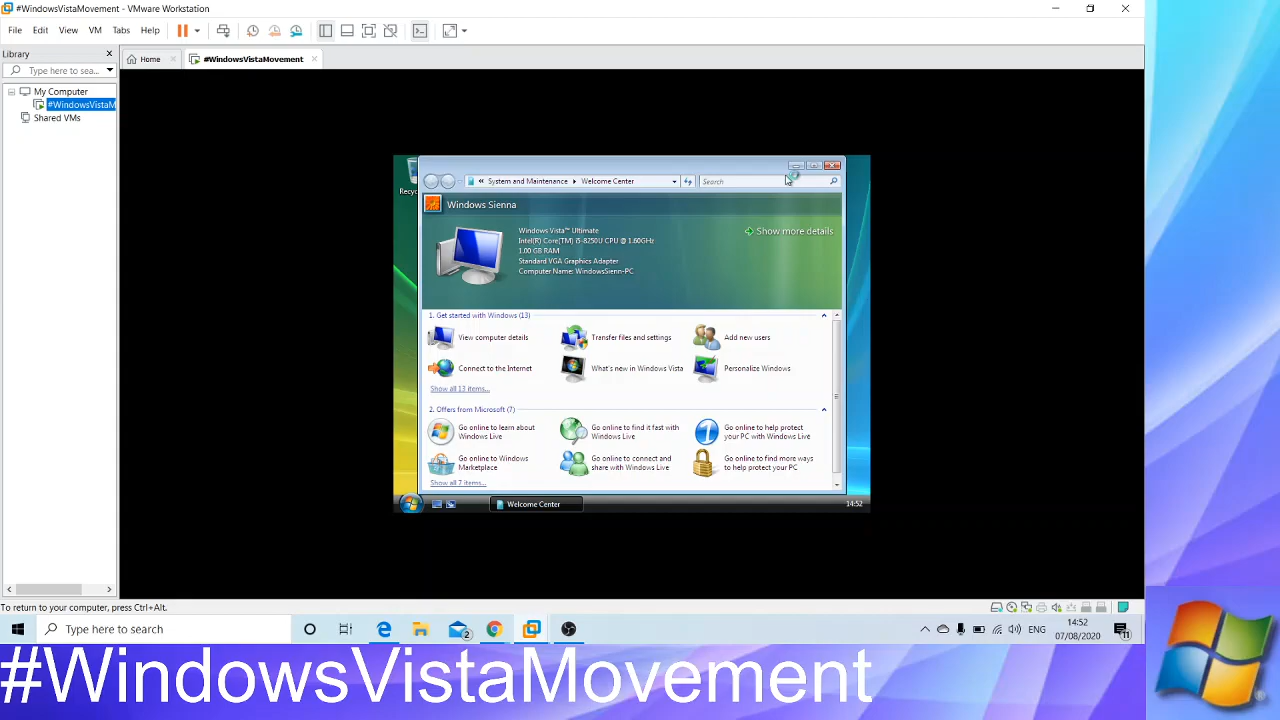 #WindowsVistaMovement - VMware Workstation
File Edit View VM Tabs Help
Library
Type here to sea...
Home
#WindowsVistaMovement
My Computer
#WindowsVistaM
Shared VMs
Recyc
System and Maintenance
Welcome Center
Search
Windows Sienna
Windows Vista™ Ultimate
Intel(R) Core(TM) i5-8250U CPU @ 1.60GHz
1.00 GB RAM
Standard VGA Graphics Adapter
Computer Name: WindowsSienn-PC
Show more details
1. Get started with Windows (13)
View computer details
Transfer files and settings
Add new users
Connect to the Internet
What's new in Windows Vista
Personalize Windows
Show all 13 items...
2. Offers from Microsoft (7)
Go online to learn about
Windows Live
Go online to find it fast with
Windows Live
Go online to help protect
your PC with Windows Live
Go online to Windows
Marketplace
Go online to connect and
share with Windows Live
Go online to find more ways
to help protect your PC
Show all 7 items...
Welcome Center
14:52
To return to your computer, press Ctrl+Alt.
Type here to search
2
ENG
14:52
07/08/2020
11
#WindowsVistaMovement
®